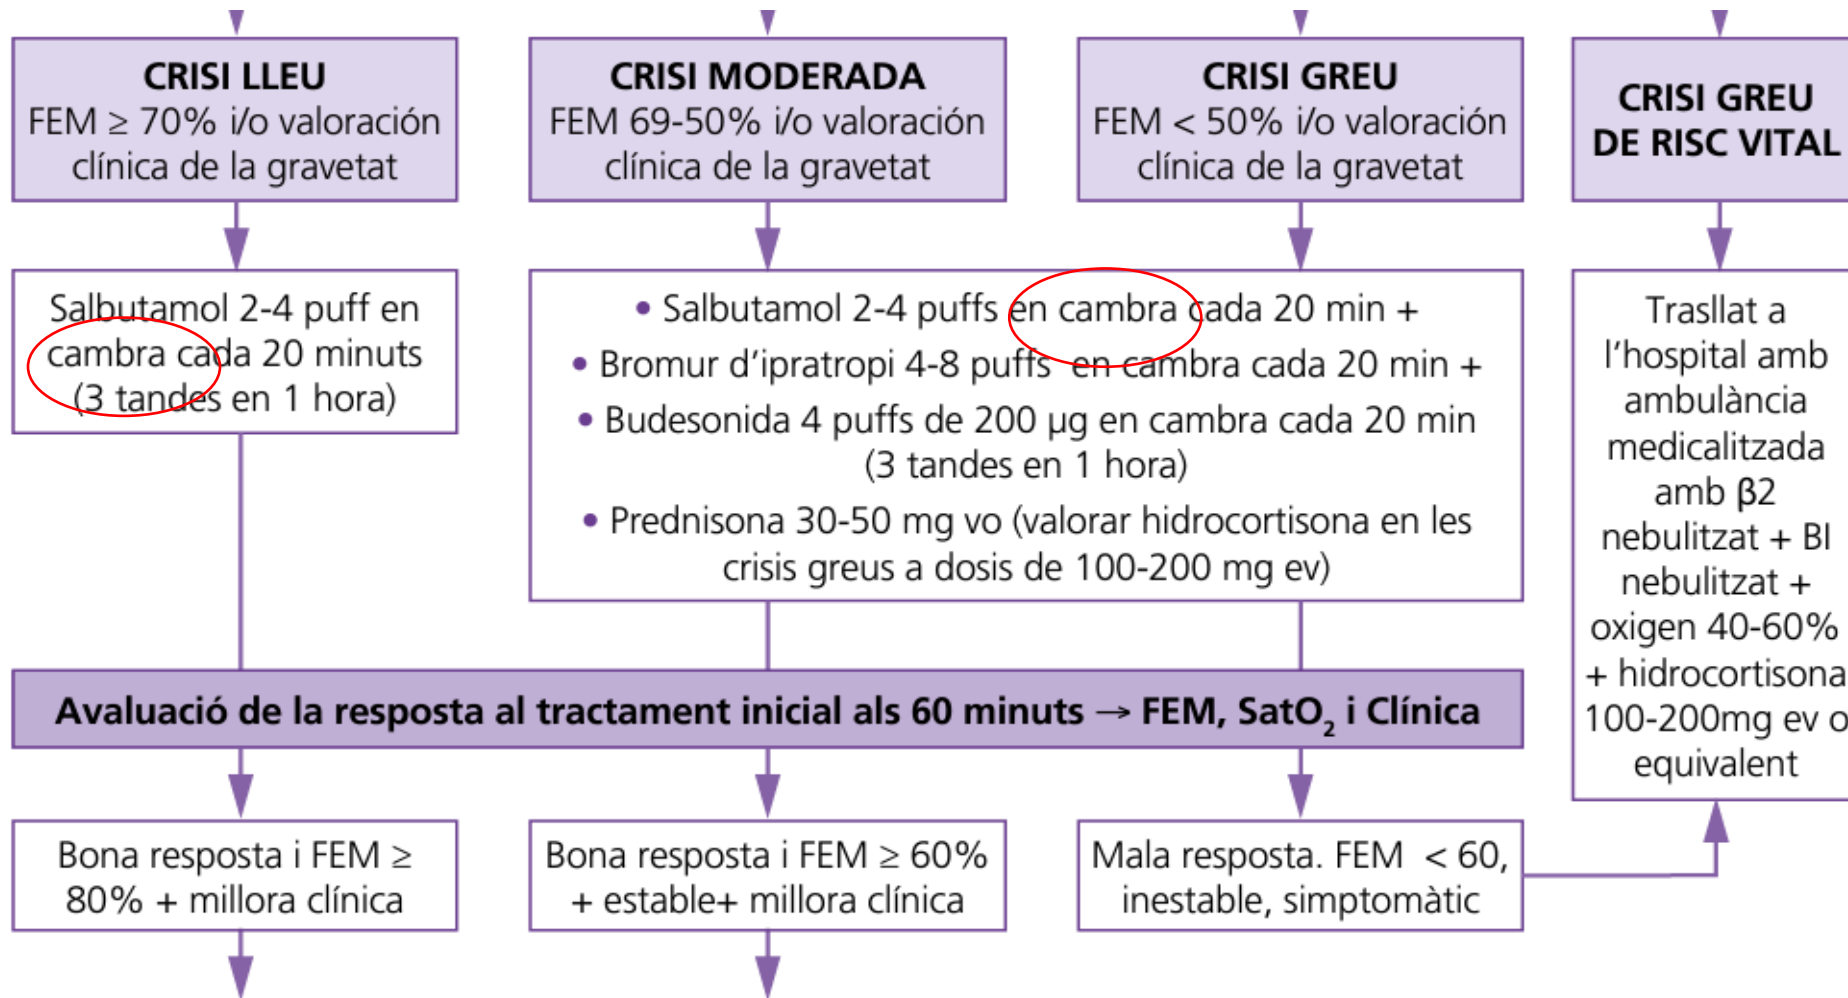 CRISI LLEU
FEM ≥ 70% i/o valoración
clínica de la gravetat
CRISI MODERADA
FEM 69-50% i/o valoración
clínica de la gravetat
CRISI GREU
FEM < 50% i/o valoración
clínica de la gravetat
CRISI GREU
DE RISC VITAL
Salbutamol 2-4 puff en
cambra cada 20 minuts
(3 tandes en 1 hora)
• Salbutamol 2-4 puffs en cambra cada 20 min +
• Bromur d’ipratropi 4-8 puffs en cambra cada 20 min +
• Budesonida 4 puffs de 200 µg en cambra cada 20 min
(3 tandes en 1 hora)
• Prednisona 30-50 mg vo (valorar hidrocortisona en les
crisis greus a dosis de 100-200 mg ev)
Trasllat a
l’hospital amb
ambulància
medicalitzada
amb β2
nebulitzat + BI
nebulitzat +
oxigen 40-60%
+ hidrocortisona
100-200mg ev o
equivalent
Avaluació de la resposta al tractament inicial als 60 minuts → FEM, SatO₂ i Clínica
Bona resposta i FEM ≥
80% + millora clínica
Bona resposta i FEM ≥ 60%
+ estable+ millora clínica
Mala resposta. FEM < 60,
inestable, simptomàtic